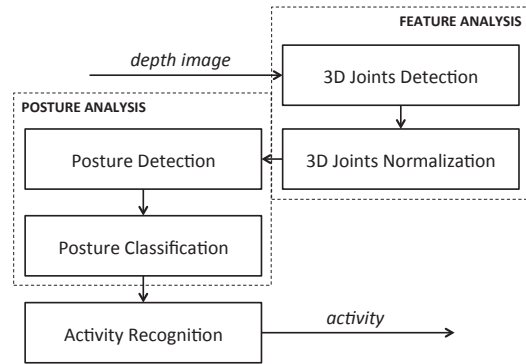 FEATURE ANALYSIS
depth image
3D Joints Detection
POSTURE ANALYSIS
Posture Detection
3D Joints Normalization
Posture Classification
Activity Recognition
activity